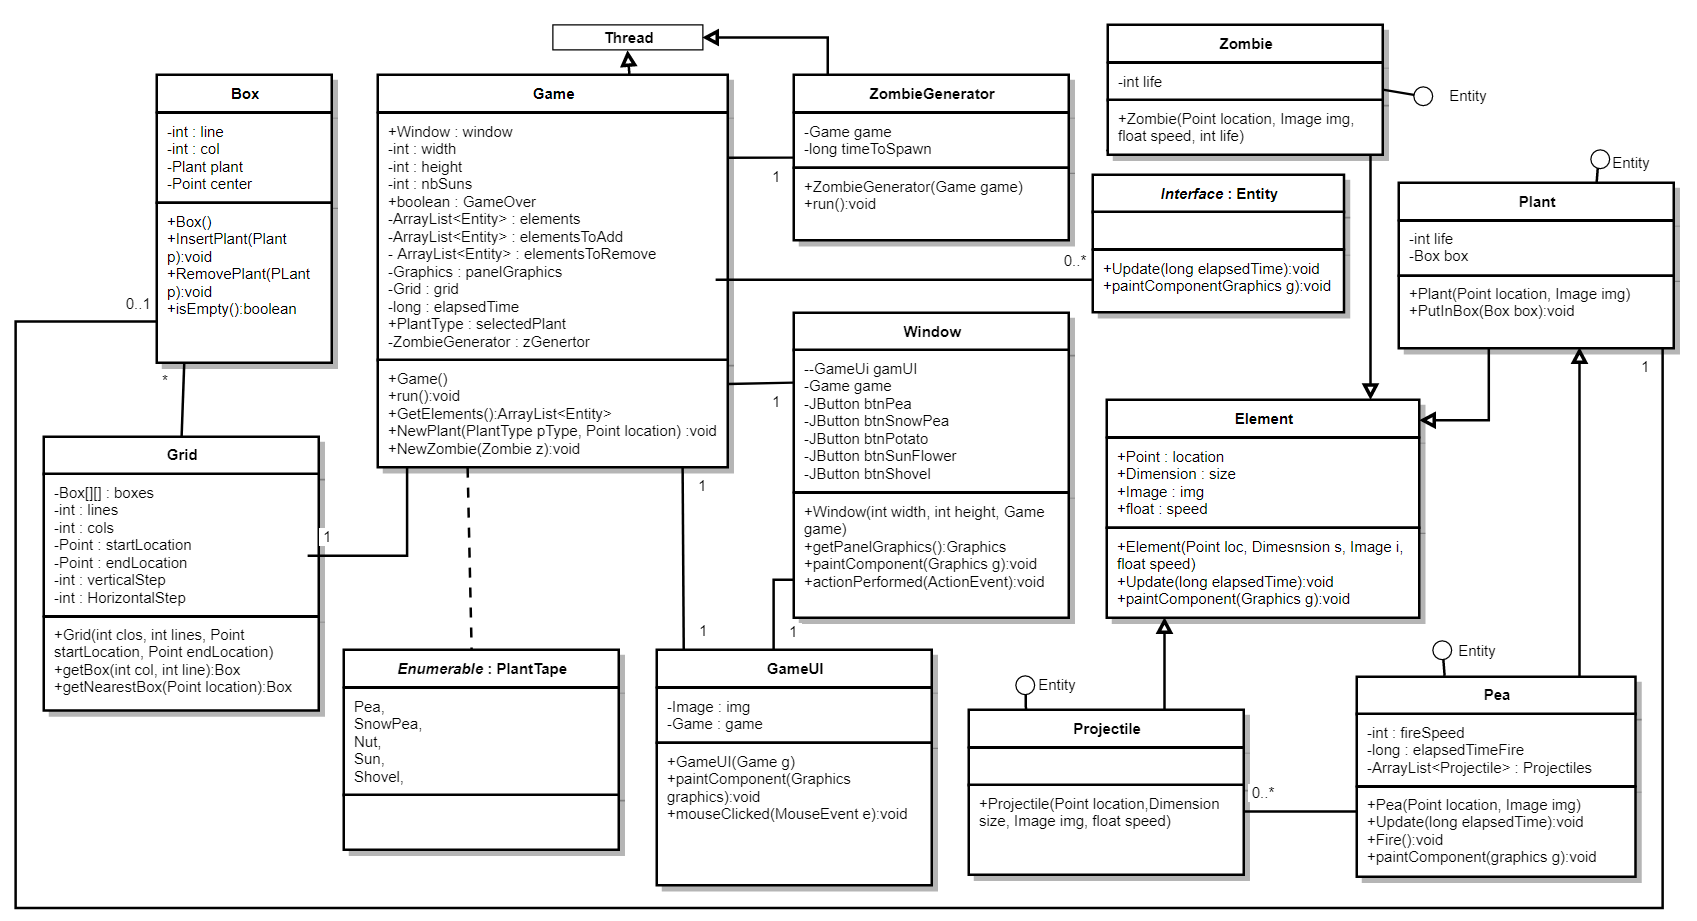 Thread
Box
-int : line
-int : col
-Plant plant
-Point center
+Box()
+InsertPlant(Plant
p):void
+RemovePlant(PLant
p):void
+isEmpty():boolean
0..1
*
Game
+Window : window
-int : width
-int : height
-int : nbSuns
+boolean : GameOver
-ArrayList<Entity> : elements
-ArrayList<Entity> : elementsToAdd
- ArrayList<Entity> : elementsToRemove
-Graphics : panelGraphics
-Grid : grid
-long : elapsedTime
+PlantType : selectedPlant
-ZombieGenerator : zGenertor
+Game()
+run():void
+GetElements():ArrayList<Entity>
+NewPlant(PlantType pType, Point location) :void
+NewZombie(Zombie z):void
ZombieGenerator
-Game game
-long timeToSpawn
+ZombieGenerator(Game game)
+run():void
1
Zombie
-int life
+Zombie(Point location, Image img,
float speed, int life)
Entity
Interface : Entity
+Update(long elapsedTime):void
+paintComponentGraphics g):void
0..*
Entity
Plant
-int life
-Box box
+Plant(Point location, Image img)
+PutInBox(Box box):void
1
Window
--GameUi gamUI
-Game game
-JButton btnPea
-JButton btnSnowPea
-JButton btnPotato
-JButton btnSunFlower
-JButton btnShovel
+Window(int width, int height, Game
game)
+getPanelGraphics():Graphics
+paintComponent(Graphics g):void
+actionPerformed(ActionEvent):void
1
1
Element
+Point : location
+Dimension : size
+Image : img
+float : speed
+Element(Point loc, Dimesnsion s, Image i,
float speed)
+Update(long elapsedTime):void
+paintComponent(Graphics g):void
Grid
-Box[][] : boxes
-int : lines
-int : cols
-Point : startLocation
-Point : endLocation
-int : verticalStep
-int : HorizontalStep
+Grid(int clos, int lines, Point
startLocation, Point endLocation)
+getBox(int col, int line):Box
+getNearestBox(Point location):Box
1
Enumerable : PlantTape
Pea,
SnowPea,
Nut,
Sun,
Shovel,
1
1
GameUI
-Image : img
-Game : game
+GameUI(Game g)
+paintComponent(Graphics
graphics):void
+mouseClicked(MouseEvent e):void
Entity
Projectile
+Projectile(Point location,Dimension
size, Image img, float speed)
0..*
Entity
Pea
-int : fireSpeed
-long : elapsedTimeFire
-ArrayList<Projectile> : Projectiles
+Pea(Point location, Image img)
+Update(long elapsedTime):void
+Fire():void
+paintComponent(graphics g):void